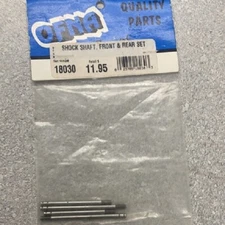 OFNA
QUALITY
PARTS
SHOCK SHAFT, FRONT & REAR SET
18030
11.95